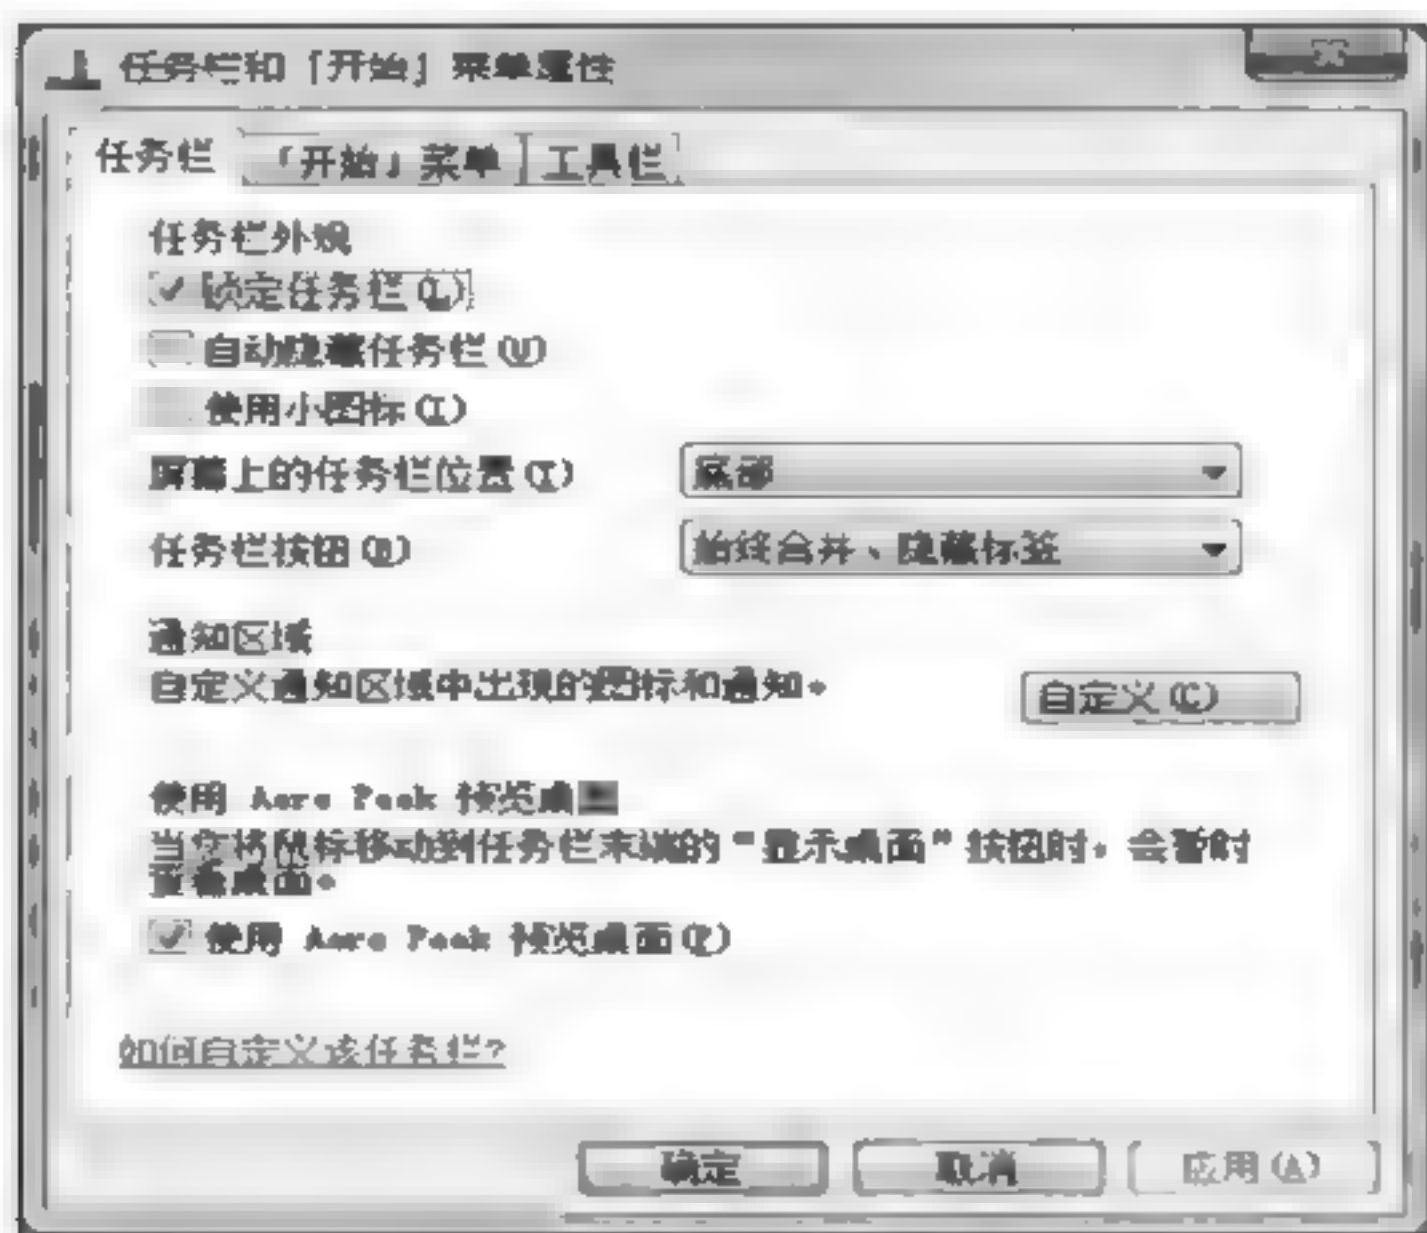 任务栏和「开始」菜单属性
任务栏 「开始」菜单 工具栏
任务栏外观
锁定任务栏(L)
自动隐藏任务栏(U)
使用小图标(I)
屏幕上的任务栏位置(T) 底部
任务栏按钮(B) 始终合并、隐藏标签
通知区域
自定义通知区域中出现的图标和通知。
自定义(C)
使用 Aero Peek 预览桌面
当您将鼠标移动到任务栏末端的“显示桌面”按钮时，会暂时
查看桌面。
使用 Aero Peek 预览桌面(P)
如何自定义该任务栏?
确定 取消 应用(A)